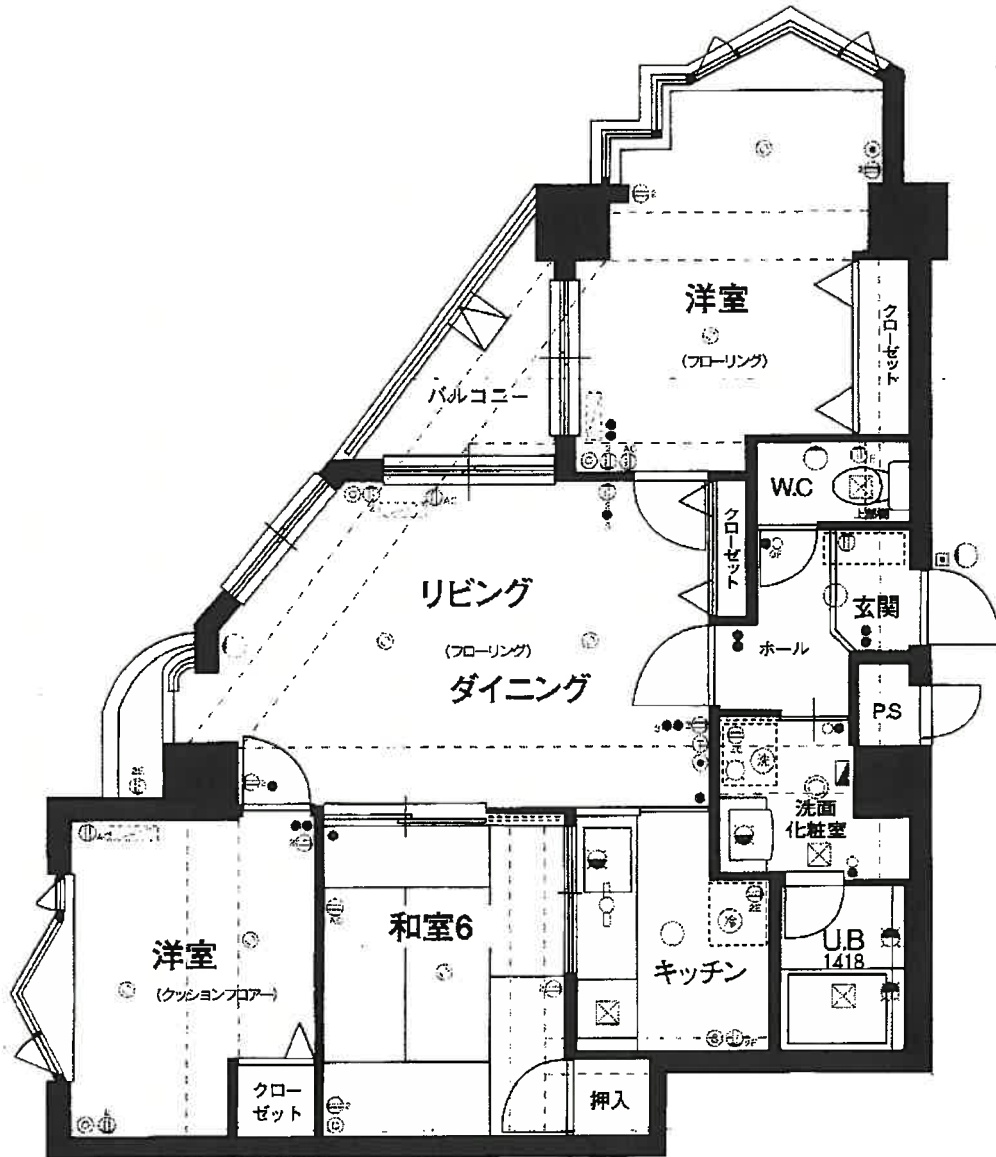 洋室
(フローリング)
クローゼット
バルコニー
W.C
上部棚
クローゼット
リビング
(フローリング)
ダイニング
ホール
玄関
P.S
洗
洗面
化粧室
洋室
(クッションフロアー)
和室6
冷
キッチン
U.B
1418
クロー
ゼット
押入